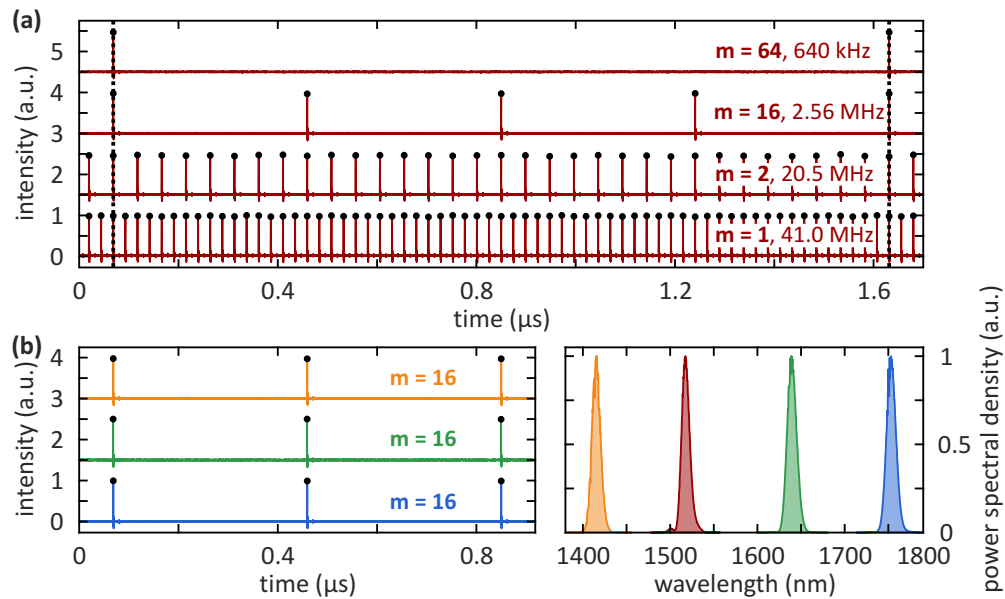 (a)
intensity (a.u.)
5
4
3
2
1
0
m = 64, 640 kHz
m = 16, 2.56 MHz
m = 2, 20.5 MHz
m = 1, 41.0 MHz
0 0.4 0.8 1.2 1.6
time (µs)
(b)
intensity (a.u.)
4
3
2
1
0
m = 16
m = 16
m = 16
0 0.4 0.8
time (µs)
1
0.5
0
power spectral density (a.u.)
1400 1500 1600 1700 1800
wavelength (nm)